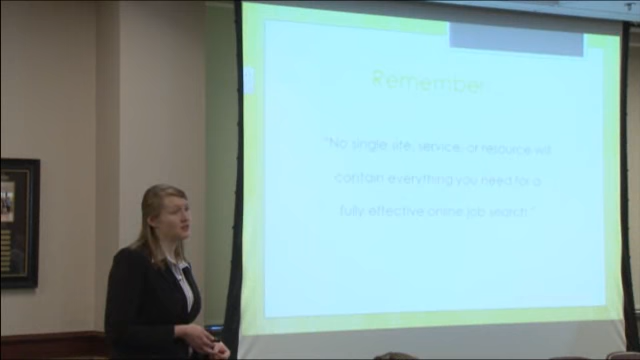 Remember...
"No single site, service, or resource will
contain everything you need for a
fully effective online job search."